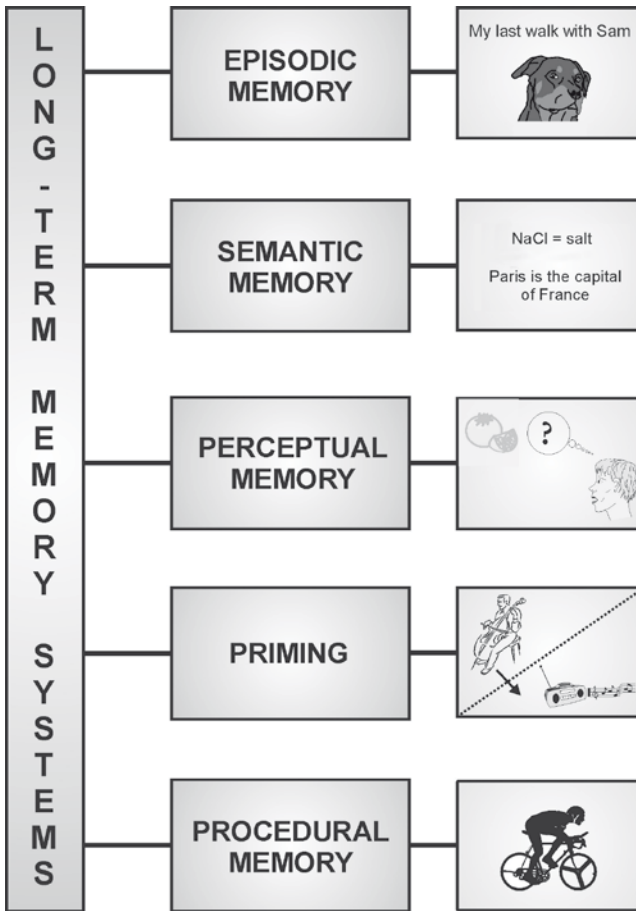 LONG-TERM MEMORY SYSTEMS
EPISODIC
MEMORY
My last walk with Sam
SEMANTIC
MEMORY
NaCl = salt
Paris is the capital
of France
PERCEPTUAL
MEMORY
?
PRIMING
PROCEDURAL
MEMORY